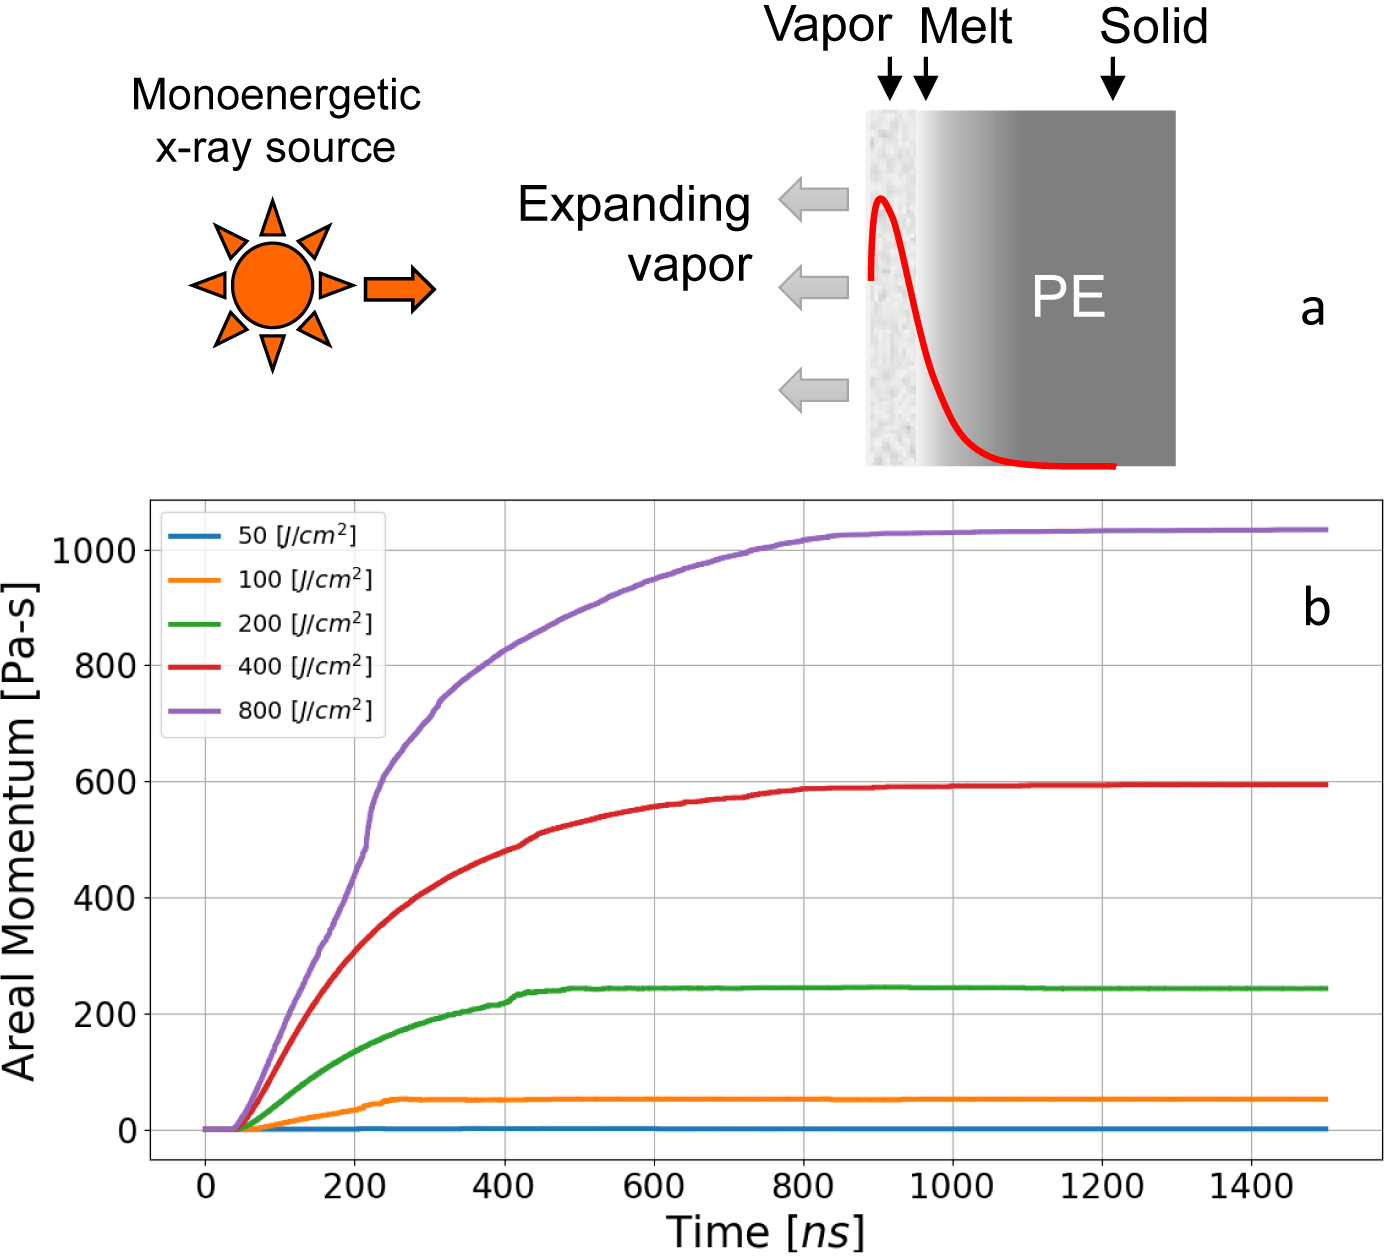 Vapor Melt Solid
Monoenergetic
x-ray source
Expanding
vapor
PE
a
b
50 [J/cm²]
100 [J/cm²]
200 [J/cm²]
400 [J/cm²]
800 [J/cm²]
Areal Momentum [Pa-s]
1000
800
600
400
200
0
0 200 400 600 800 1000 1200 1400
Time [ns]